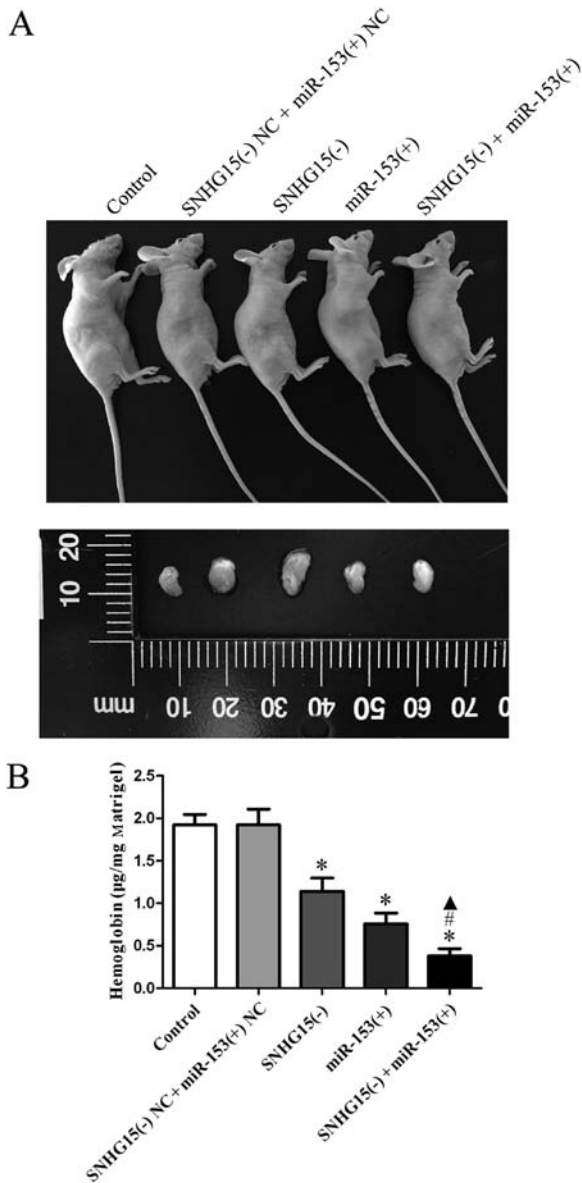 A
Control
SNHG15(-) NC + miR-153(+) NC
SNHG15(-)
miR-153(+)
SNHG15(-) + miR-153(+)
20
10
mm 10 20 30 40 50 60 70 8
B
Hemoglobin (μg/mg Matrigel)
2.5
2.0
1.5
1.0
0.5
0.0
*
*
▲
#
*
Control
SNHG15(-) NC+miR-153(+) NC
SNHG15(-)
miR-153(+)
SNHG15(-)+miR-153(+)